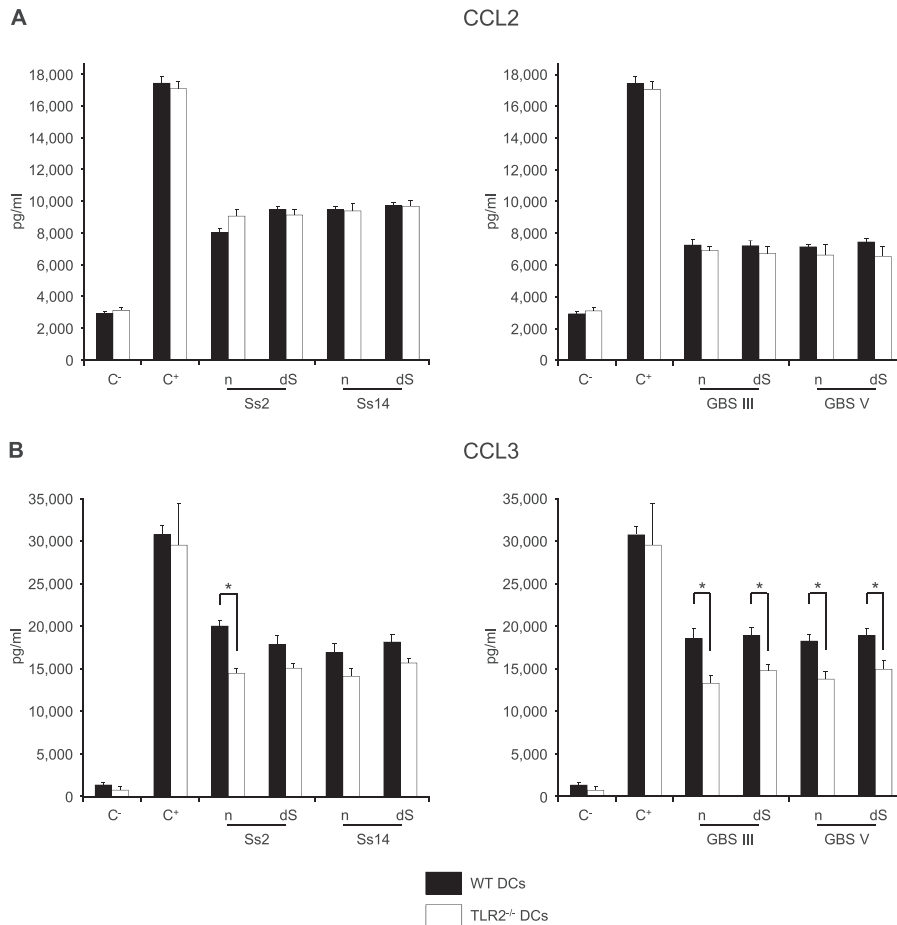 A
CCL2
18,000
16,000
14,000
12,000
10,000
8,000
6,000
4,000
2,000
0
pg/ml
C- C+ n dS n dS
Ss2 Ss14
18,000
16,000
14,000
12,000
10,000
8,000
6,000
4,000
2,000
0
pg/ml
C- C+ n dS n dS
GBS III GBS V
B
CCL3
35,000
30,000
25,000
20,000
15,000
10,000
5,000
0
pg/ml
*
C- C+ n dS n dS
Ss2 Ss14
35,000
30,000
25,000
20,000
15,000
10,000
5,000
0
pg/ml
* * * *
C- C+ n dS n dS
GBS III GBS V
WT DCs
TLR2-/- DCs